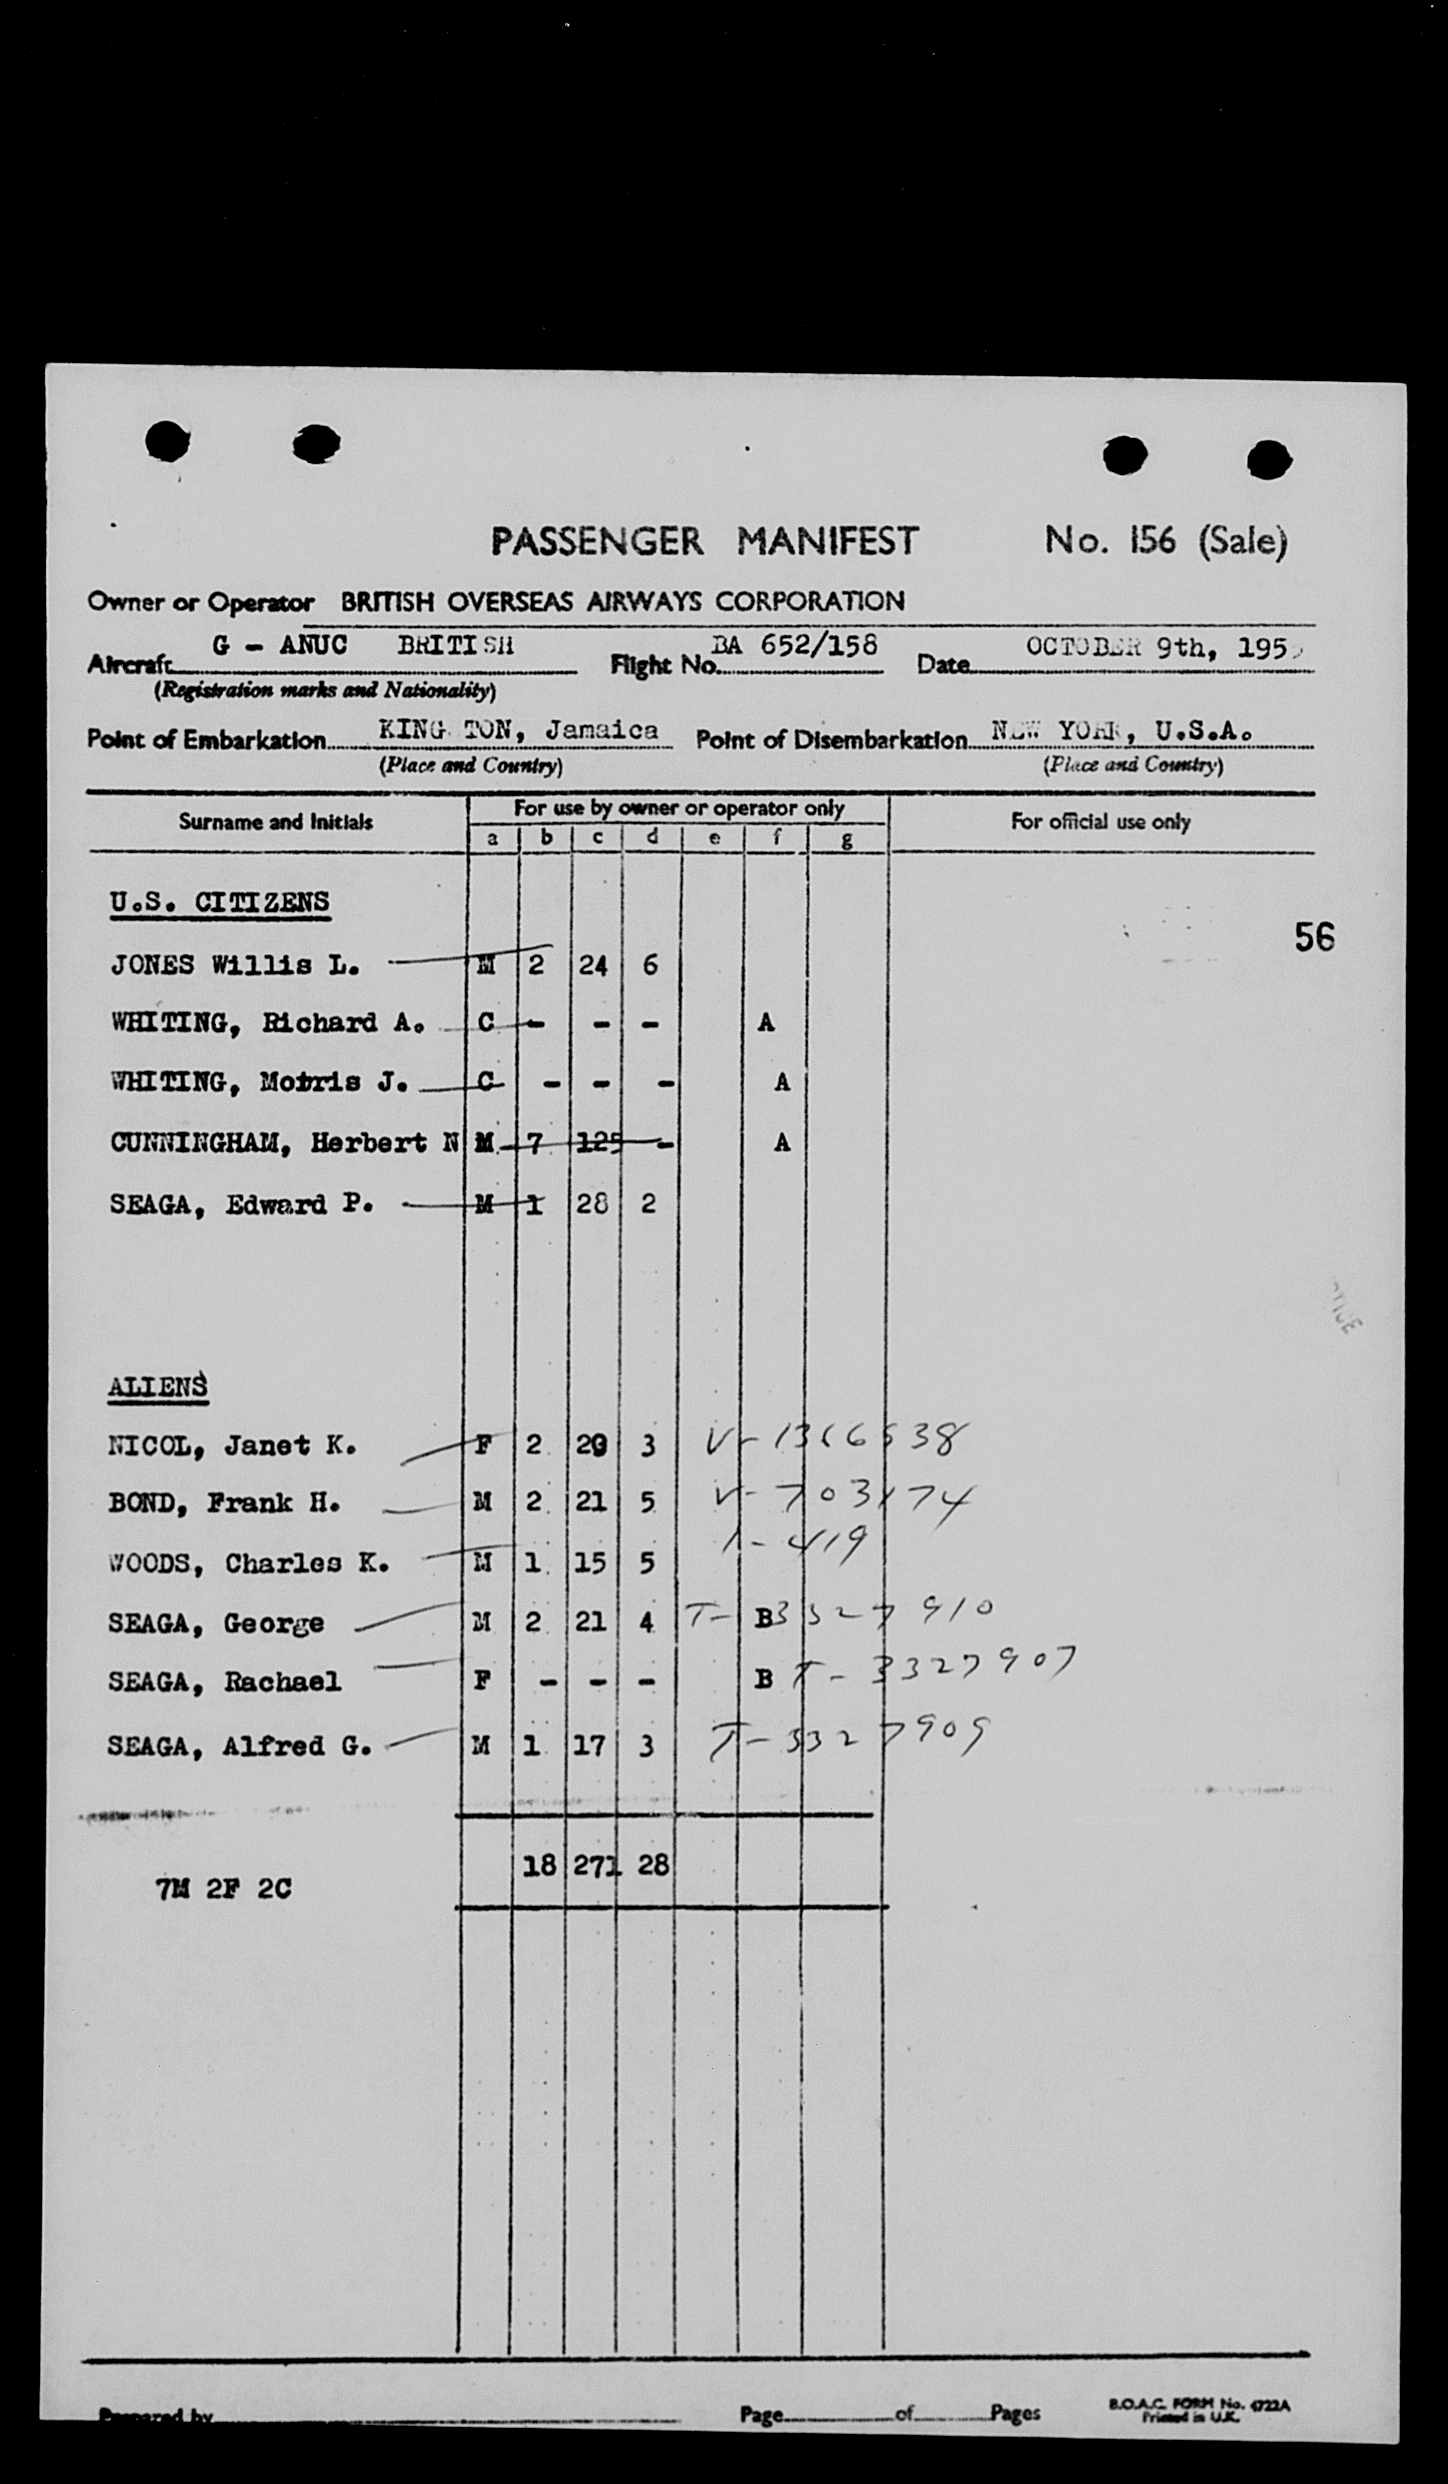 PASSENGER MANIFEST No. 156 (Sale)
Owner or Operator BRITISH OVERSEAS AIRWAYS CORPORATION
Aircraft G - ANUC BRITISH Flight No. BA 652/158 Date OCTOBER 9th, 195
(Registration marks and Nationality)
Point of Embarkation KING TON, Jamaica Point of Disembarkation NEW YORK, U.S.A.
(Place and Country) (Place and Country)
Surname and Initials For use by owner or operator only For official use only
a b c d e f g
U.S. CITIZENS
56
JONES Willis L. M 2 24 6
WHITING, Richard A. C - - - A
WHITING, Morris J. C - - - A
CUNNINGHAM, Herbert N M 7 125 - A
SEAGA, Edward P. M 1 28 2
ALIENS
NICOL, Janet K. F 2 20 3
BOND, Frank H. M 2 21 5 V-703174
WOODS, Charles K. M 1 15 5 1-419
SEAGA, George M 2 21 4 B T-3327910
SEAGA, Rachael F - - - B T-3327907
SEAGA, Alfred G. M 1 17 3 T-3327909
18 271 28
7M 2F 2C
Prepared by Page of Pages B.O.A.C. FORM No. 4722A
Printed in U.K.